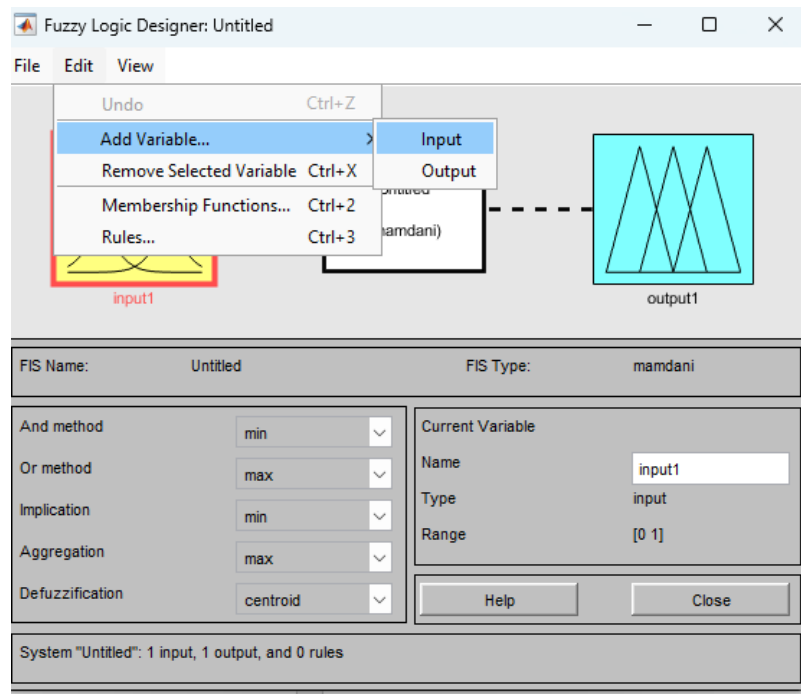 Fuzzy Logic Designer: Untitled
File Edit View
Undo Ctrl+Z
Add Variable... Input
Remove Selected Variable Ctrl+X Output
Membership Functions... Ctrl+2
Rules... Ctrl+3
input1
output1
FIS Name: Untitled FIS Type: mamdani
And method min
Or method max
Implication min
Aggregation max
Defuzzification centroid
Current Variable
Name input1
Type input
Range [0 1]
Help Close
System "Untitled": 1 input, 1 output, and 0 rules